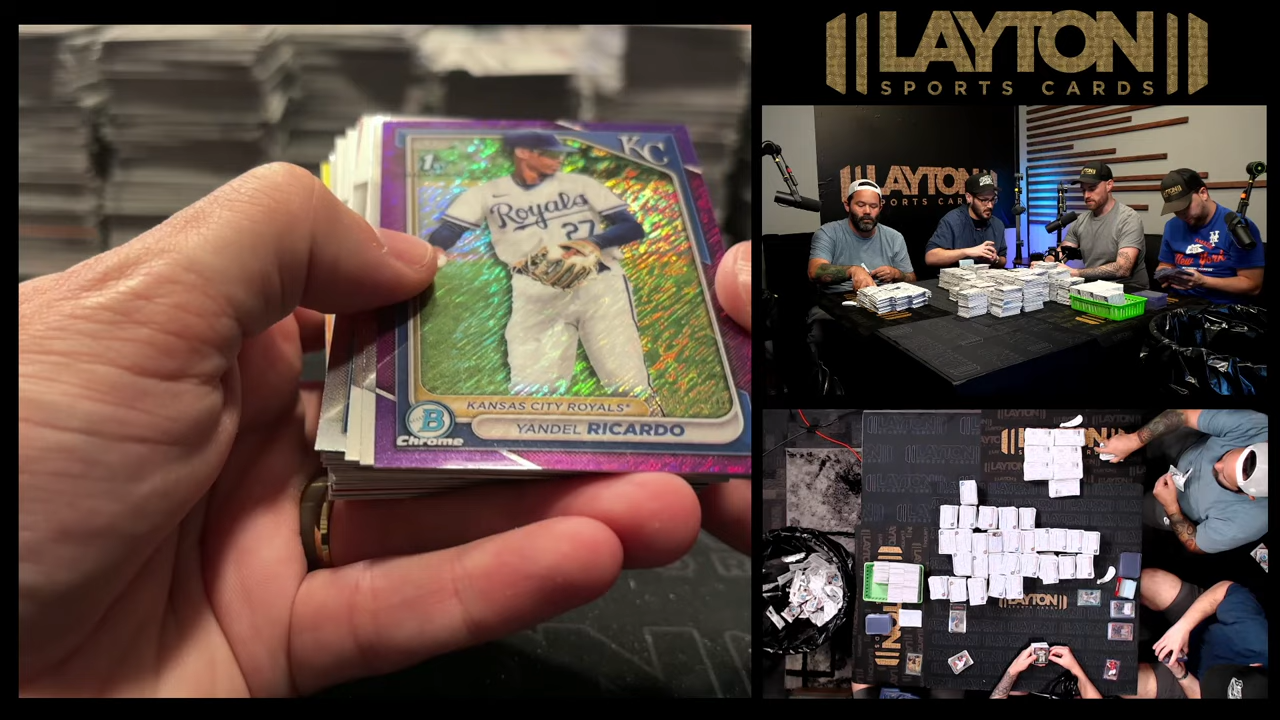 KC
1st
Royals
27
KANSAS CITY ROYALS*
YANDEL RICARDO
B
Chrome
LAYTON
SPORTS CARDS
LAYTON
SPORTS CARDS
New York
LAYTON